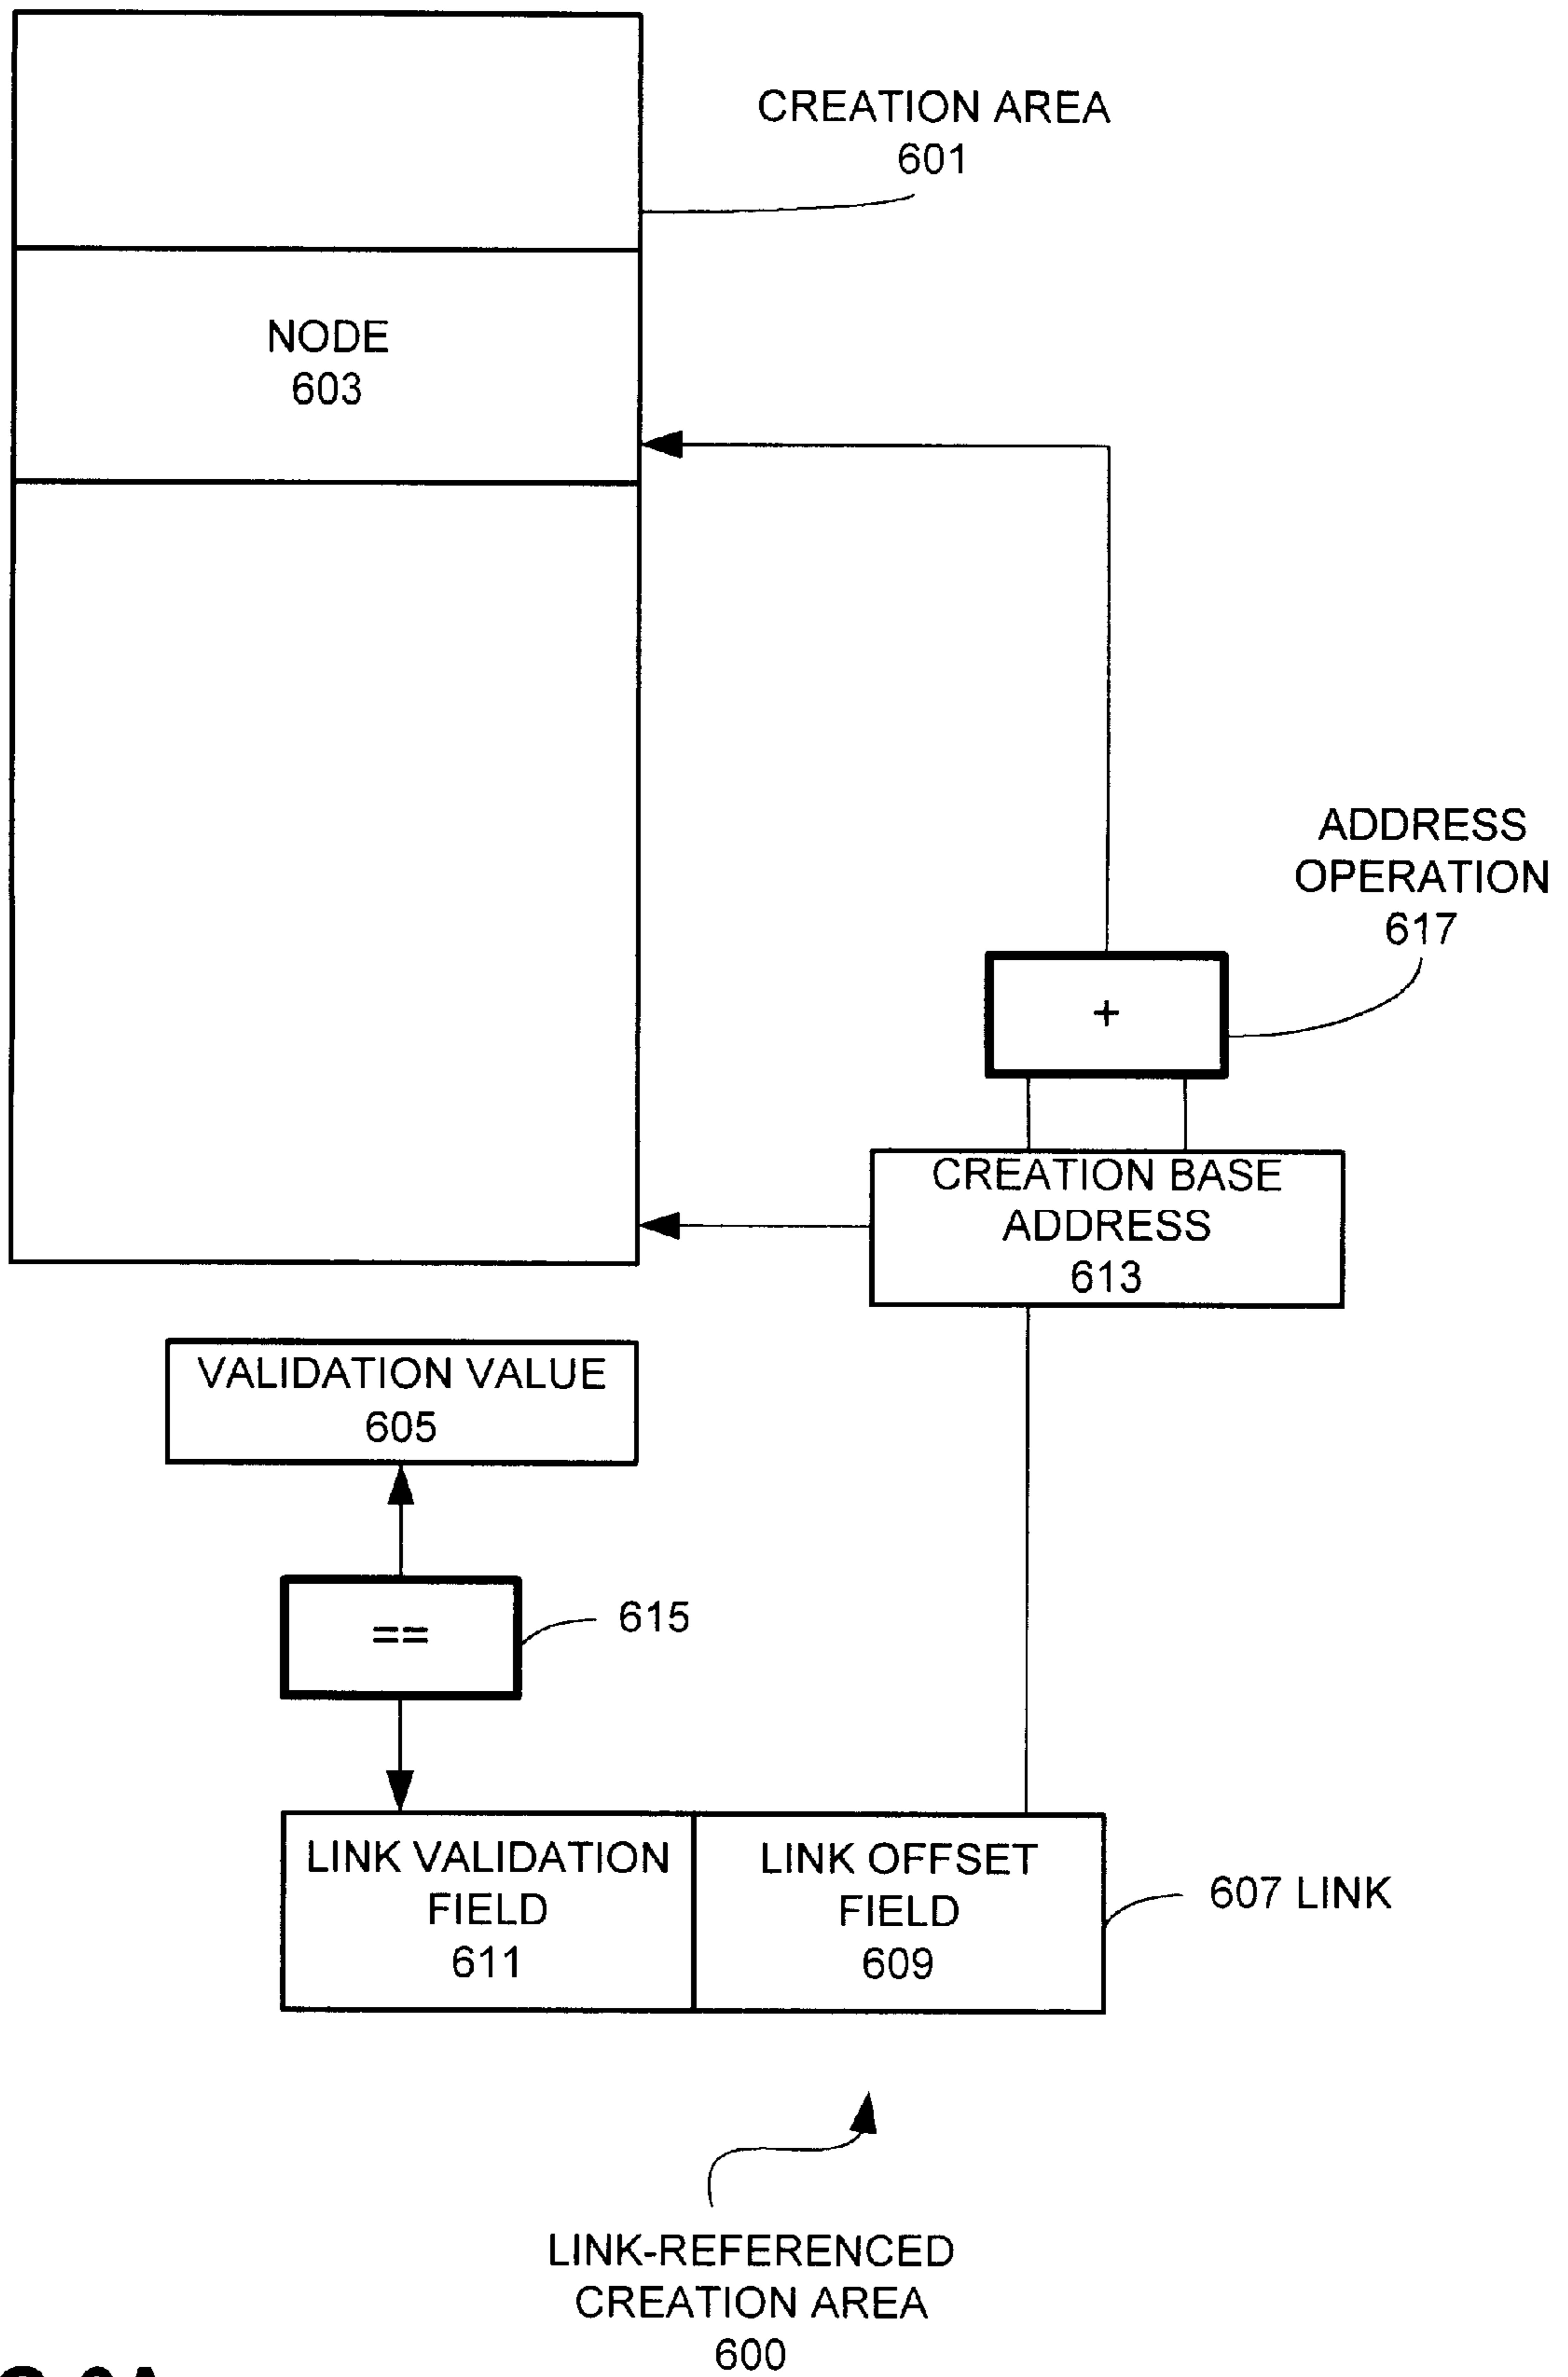 CREATION AREA
601
NODE
603
ADDRESS
OPERATION
617
+
CREATION BASE
ADDRESS
613
VALIDATION VALUE
605
==
615
LINK VALIDATION
FIELD
611
LINK OFFSET
FIELD
609
607 LINK
LINK-REFERENCED
CREATION AREA
600